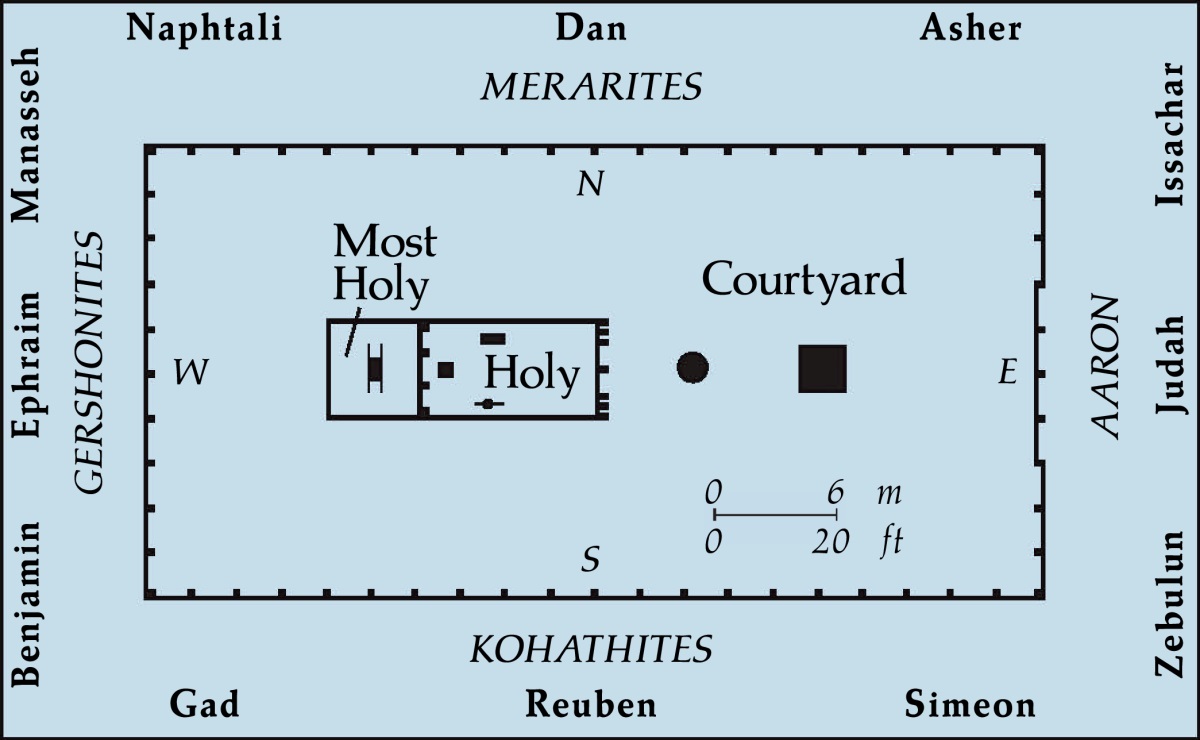 Naphtali Dan Asher
MERARITES
Manasseh
Ephraim
Benjamin
GERSHONITES
N
Most
Holy
Courtyard
W
Holy
E
0 6 m
0 20 ft
S
AARON
Issachar
Judah
Zebulun
KOHATHITES
Gad Reuben Simeon